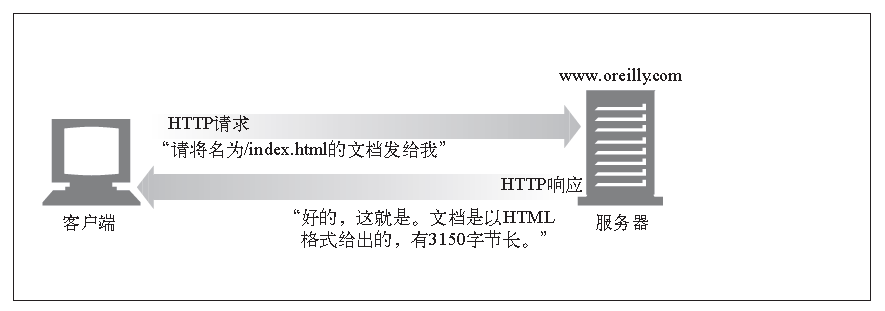 www.oreilly.com
HTTP请求
“请将名为/index.html的文档发给我”
HTTP响应
客户端
“好的，这就是。文档是以HTML
格式给出的，有3150字节长。”
服务器